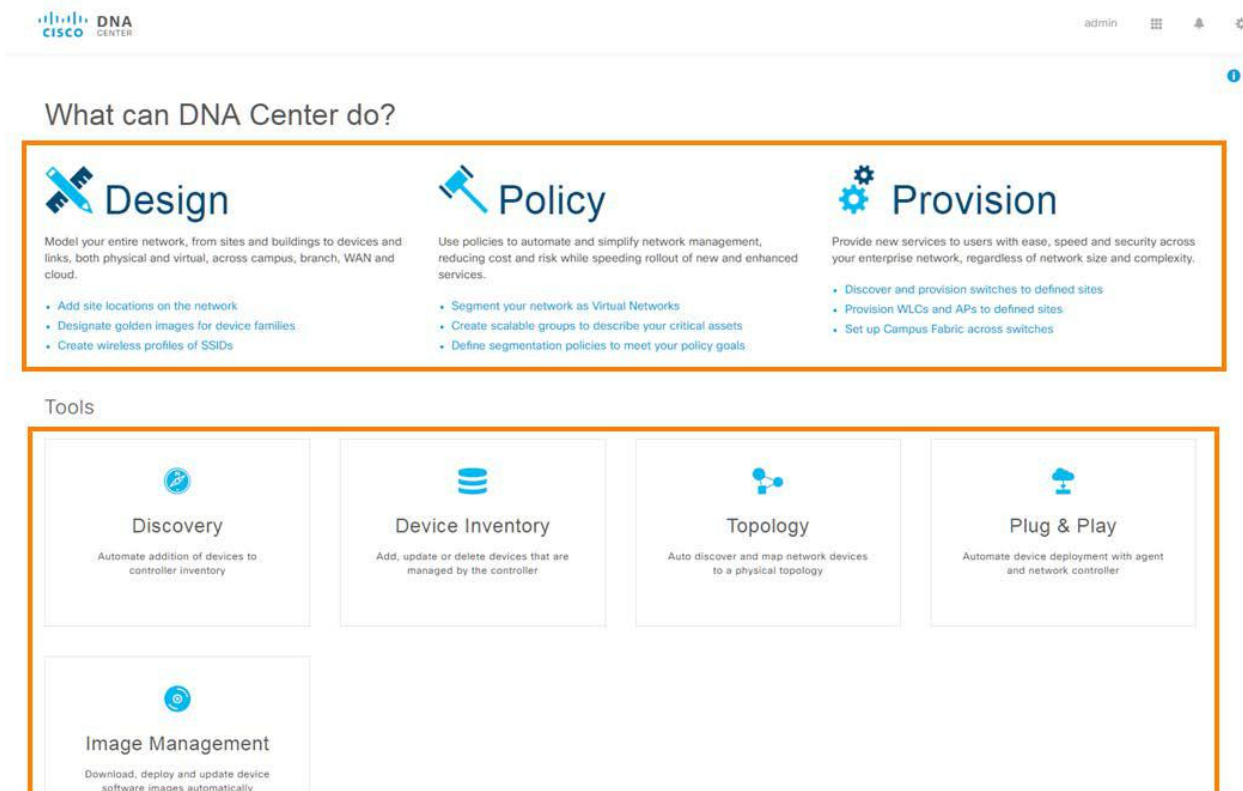 CISCO DNA CENTER
admin
What can DNA Center do?
Design
Model your entire network, from sites and buildings to devices and
links, both physical and virtual, across campus, branch, WAN and
cloud.
Add site locations on the network
Designate golden images for device families
Create wireless profiles of SSIDs
Policy
Use policies to automate and simplify network management,
reducing cost and risk while speeding rollout of new and enhanced
services.
Segment your network as Virtual Networks
Create scalable groups to describe your critical assets
Define segmentation policies to meet your policy goals
Provision
Provide new services to users with ease, speed and security across
your enterprise network, regardless of network size and complexity.
Discover and provision switches to defined sites
Provision WLCs and APs to defined sites
Set up Campus Fabric across switches
Tools
Discovery
Automate addition of devices to
controller inventory
Device Inventory
Add, update or delete devices that are
managed by the controller
Topology
Auto discover and map network devices
to a physical topology
Plug & Play
Automate device deployment with agent
and network controller
Image Management
Download, deploy and update device
software images automatically